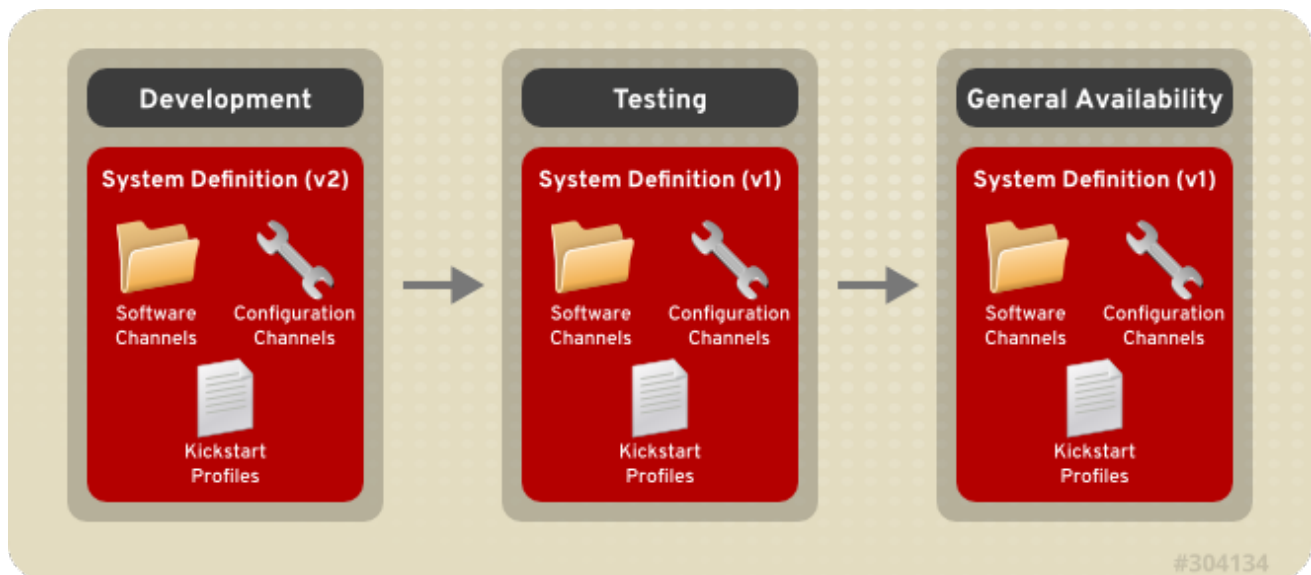 Development
System Definition (v2)
Software
Channels
Configuration
Channels
Kickstart
Profiles
Testing
System Definition (v1)
Software
Channels
Configuration
Channels
Kickstart
Profiles
General Availability
System Definition (v1)
Software
Channels
Configuration
Channels
Kickstart
Profiles
#304134